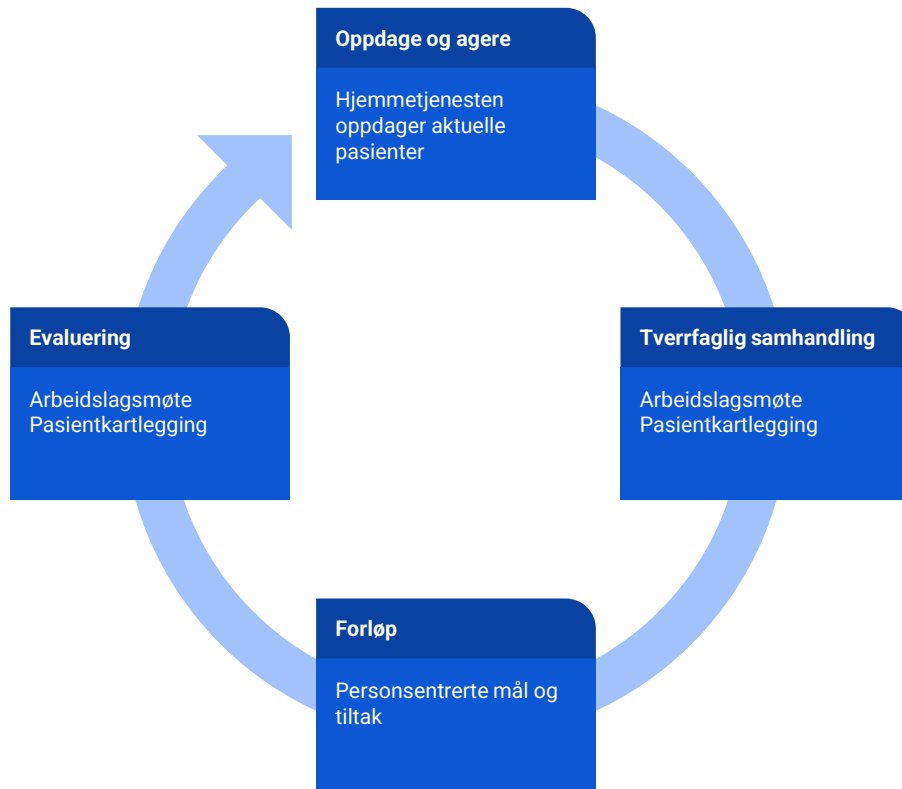 Oppdage og agere
Hjemmetjenesten
oppdager aktuelle
pasienter
Evaluering
Arbeidslagsmøte
Pasientkartlegging
Tverrfaglig samhandling
Arbeidslagsmøte
Pasientkartlegging
Forløp
Personsentrerte mål og
tiltak